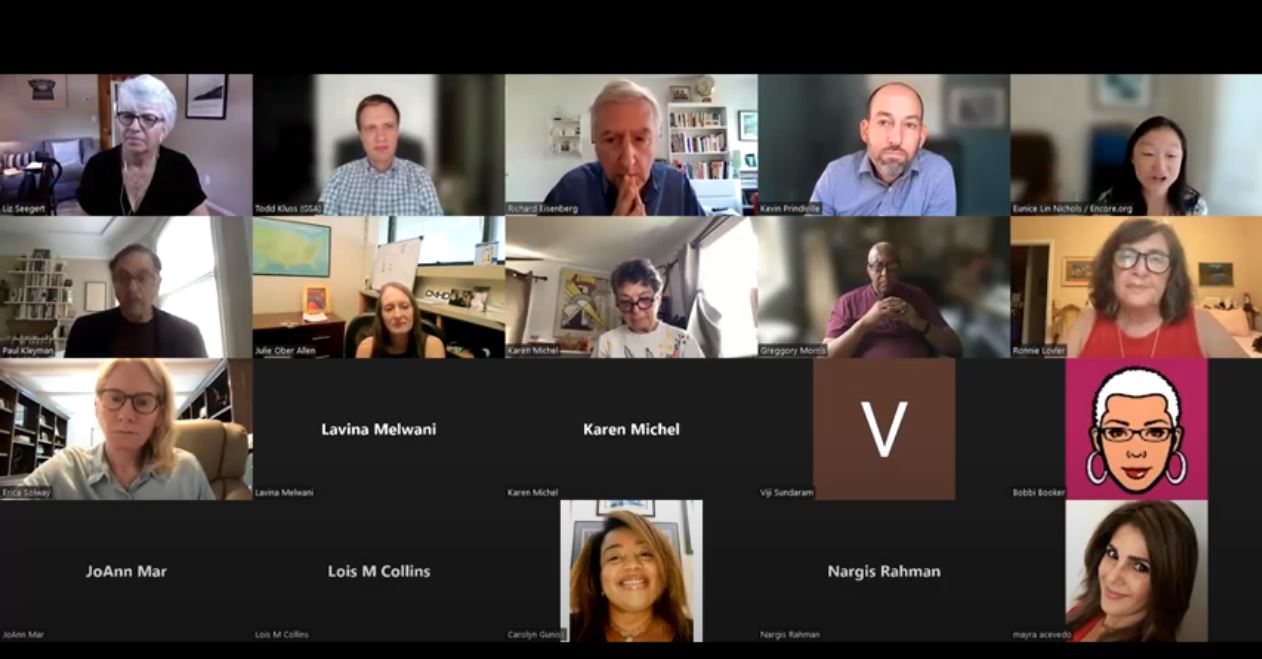 Liz Seegert
Todd Kluss (GSA)
Richard Eisenberg
Kevin Prindiville
Eunice Lin Nichols / Encore.org
Paul Kleyman
Julie Ober Allen
Karen Michel
Greggory Morris
Ronnie Lovler
Erica Solway
Lavina Melwani
Lavina Melwani
Karen Michel
Karen Michel
V
Viji Sundaram
Bobbi Booker
JoAnn Mar
JoAnn Mar
Lois M Collins
Lois M Collins
Carolyn
Nargis Rahman
Nargis Rahman
mayra acevedo